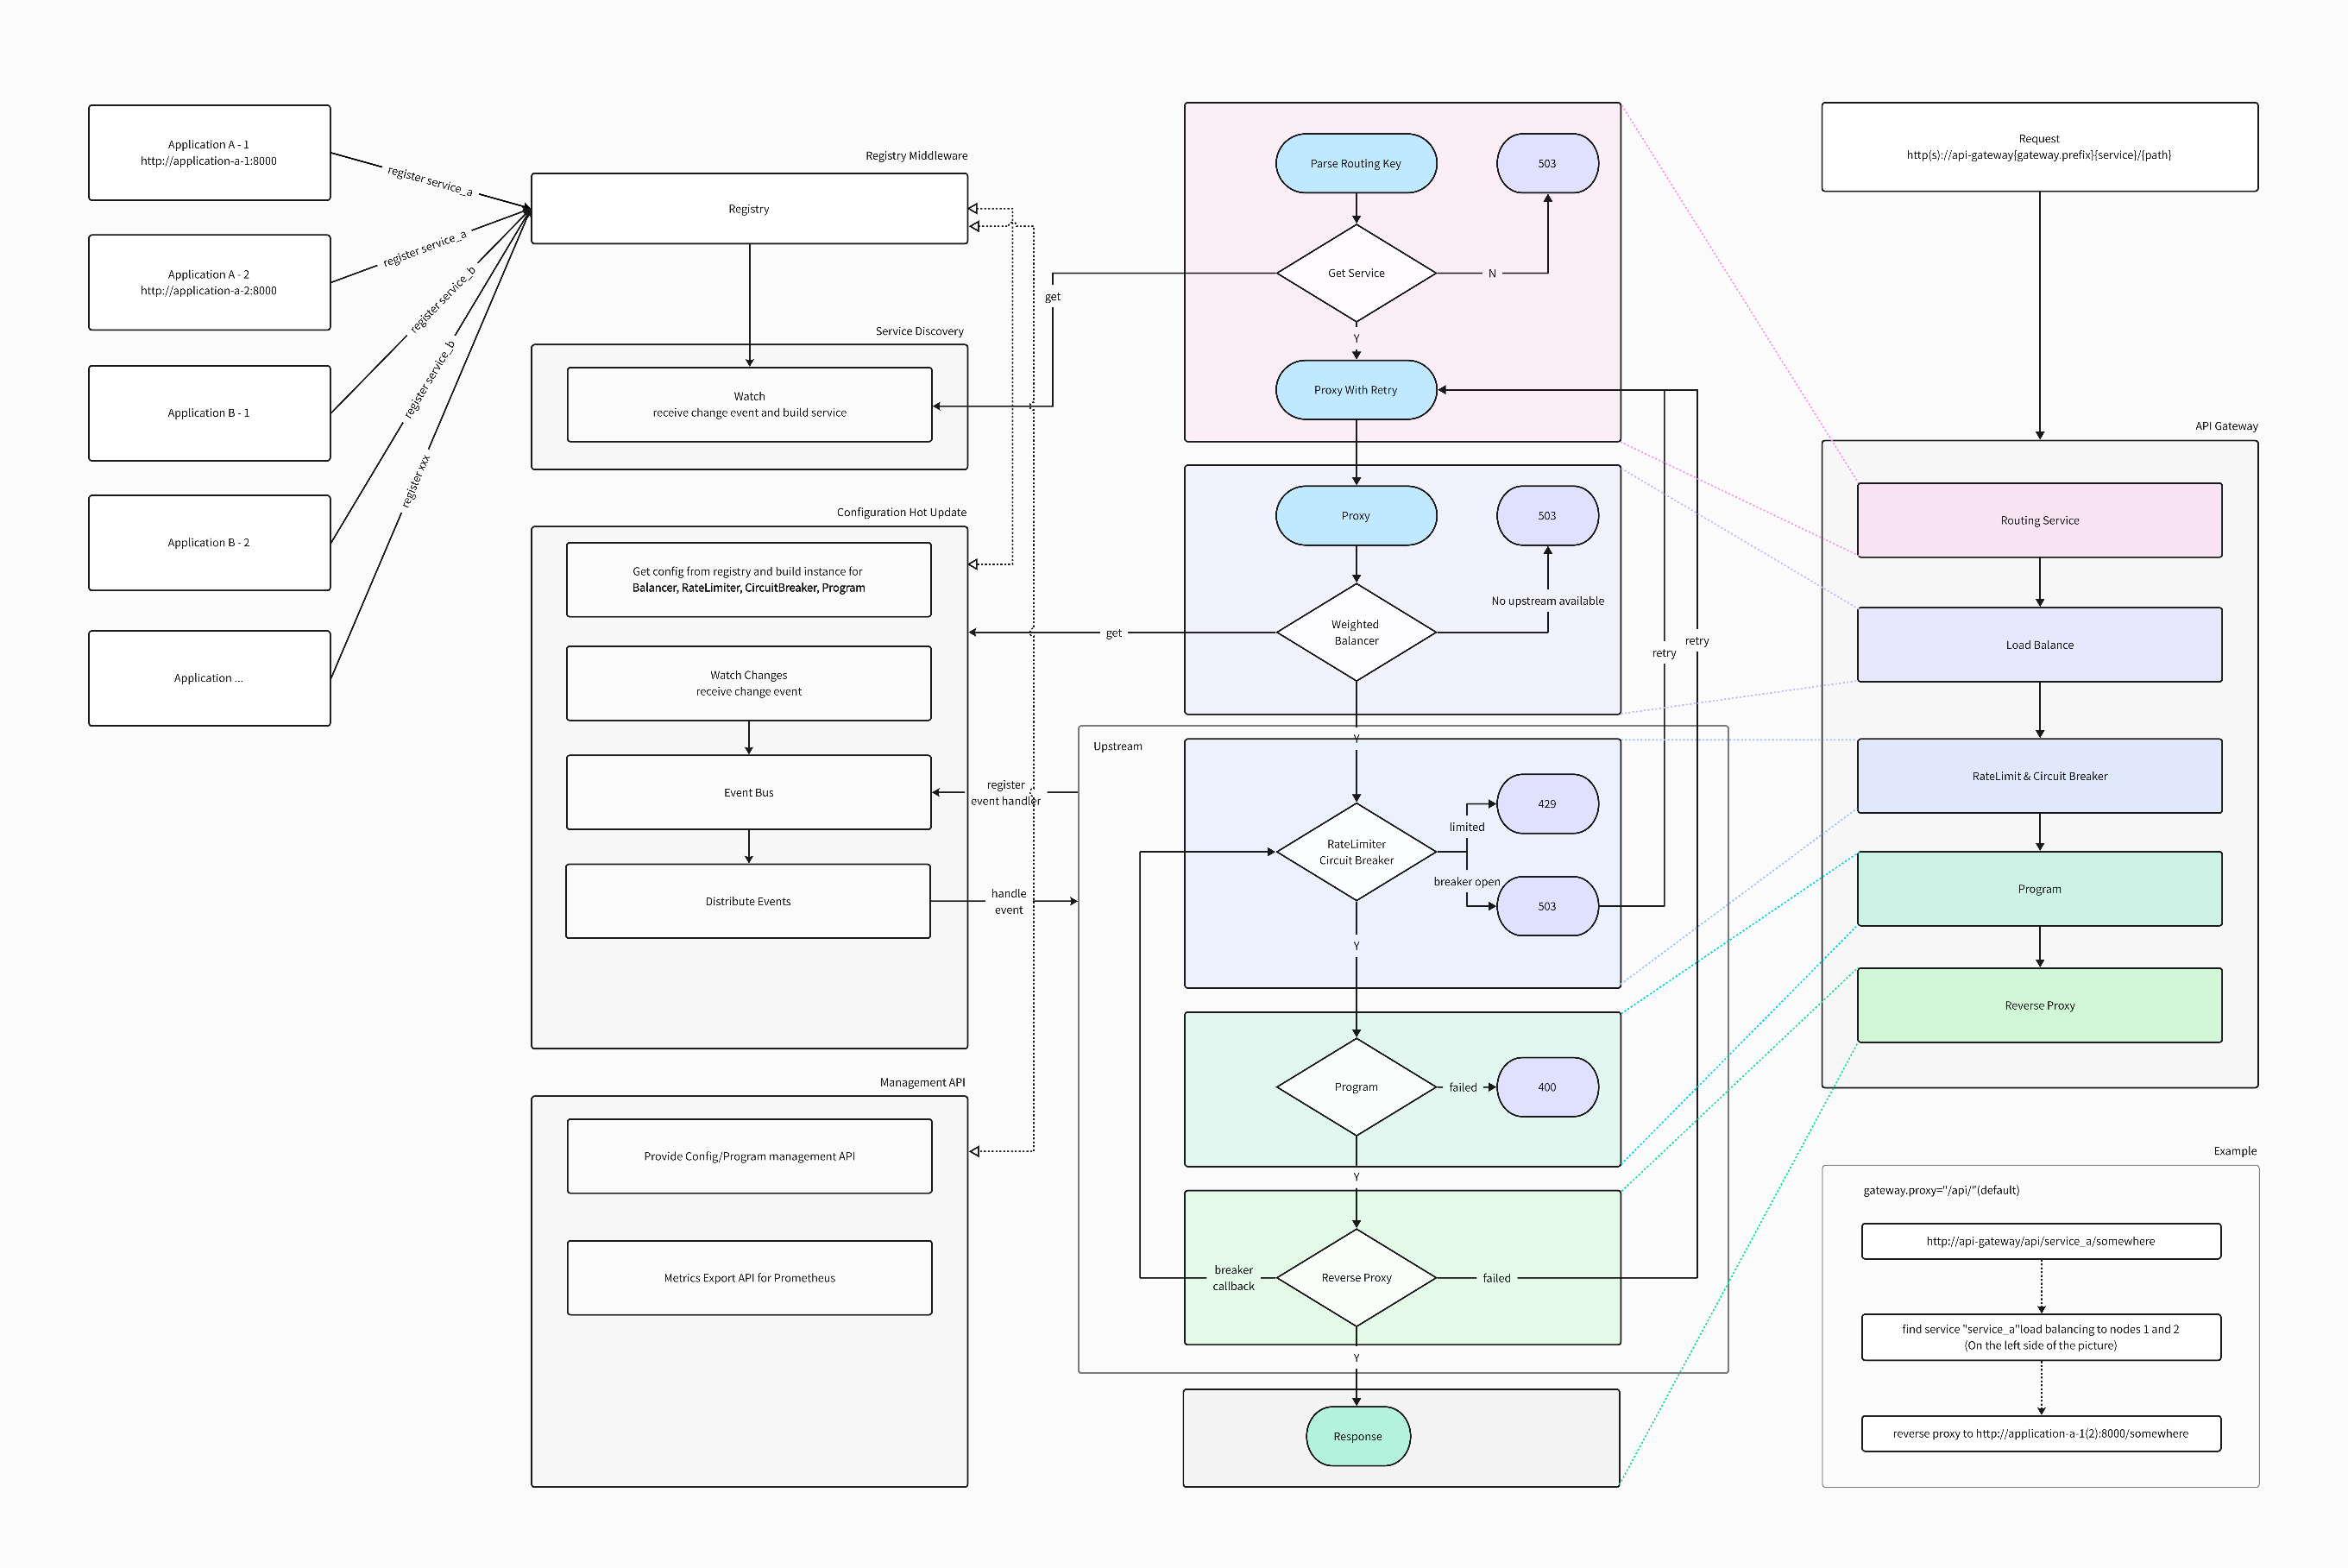 Application A - 1
http://application-a-1:8000
Application A - 2
http://application-a-2:8000
Application B - 1
Application B - 2
Application ...
register service_a
register service_a
register service_b
register service_b
register xxx
Registry Middleware
Registry
Service Discovery
Watch
receive change event and build service
Configuration Hot Update
Get config from registry and build instance for
Balancer, RateLimiter, CircuitBreaker, Program
Watch Changes
receive change event
Event Bus
Distribute Events
Management API
Provide Config/Program management API
Metrics Export API for Prometheus
get
get
register
event handler
handle
event
Parse Routing Key
503
Get Service
N
Y
Proxy With Retry
Proxy
503
No upstream available
Weighted
Balancer
retry
retry
Y
Upstream
429
limited
RateLimiter
Circuit Breaker
breaker open
503
Y
Program
failed
400
Y
breaker
callback
Reverse Proxy
failed
Y
Response
Request
http(s)://api-gateway{gateway.prefix}{service}/{path}
API Gateway
Routing Service
Load Balance
RateLimit & Circuit Breaker
Program
Reverse Proxy
Example
gateway.proxy="/api/"(default)
http://api-gateway/api/service_a/somewhere
find service "service_a"load balancing to nodes 1 and 2
(On the left side of the picture)
reverse proxy to http://application-a-1(2):8000/somewhere